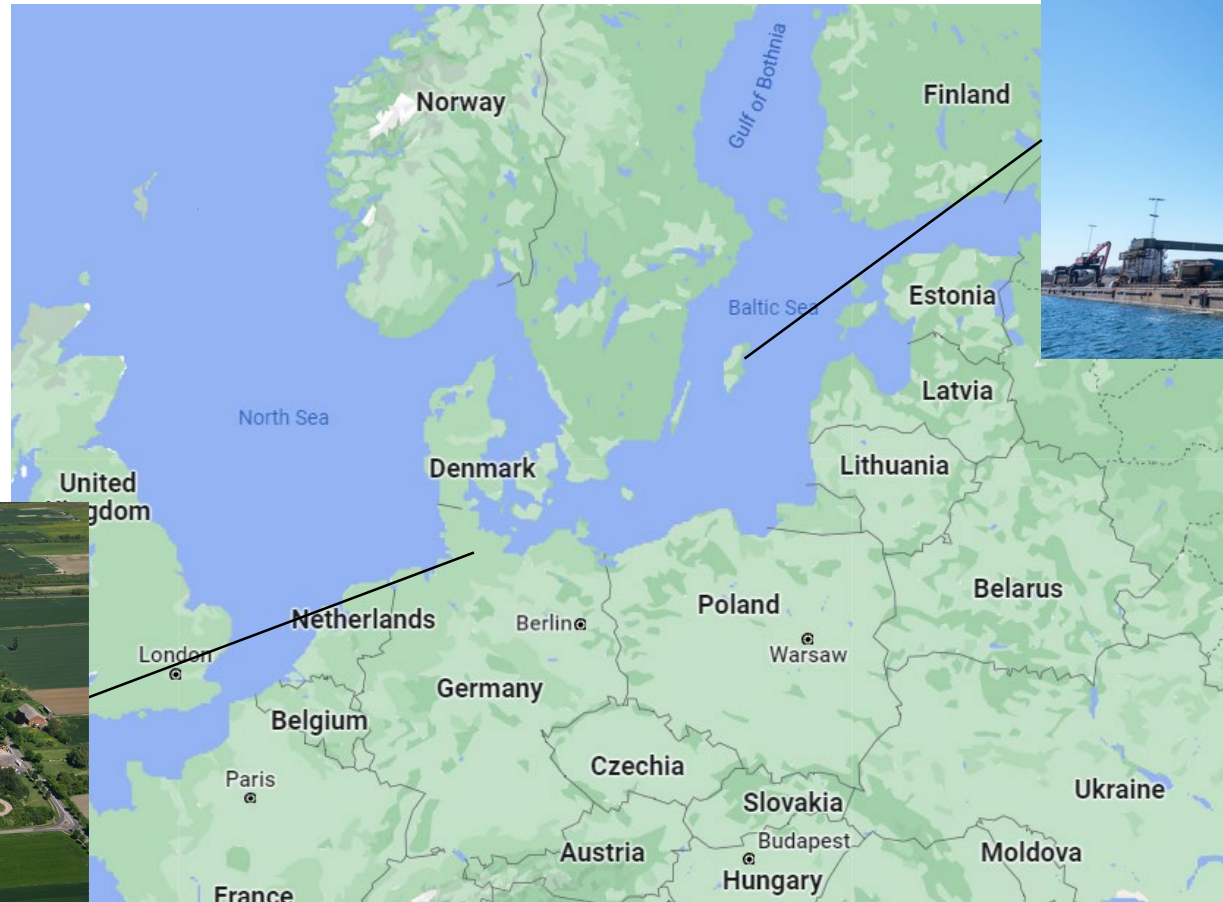 Gulf of Bothnia
Norway
Finland
Estonia
Baltic Sea
Latvia
North Sea
Lithuania
Denmark
United
Kingdom
Belarus
Poland
Netherlands
Berlin
Warsaw
London
Germany
Belgium
Czechia
Paris
Ukraine
Slovakia
Budapest
Austria
Moldova
Hungary
France